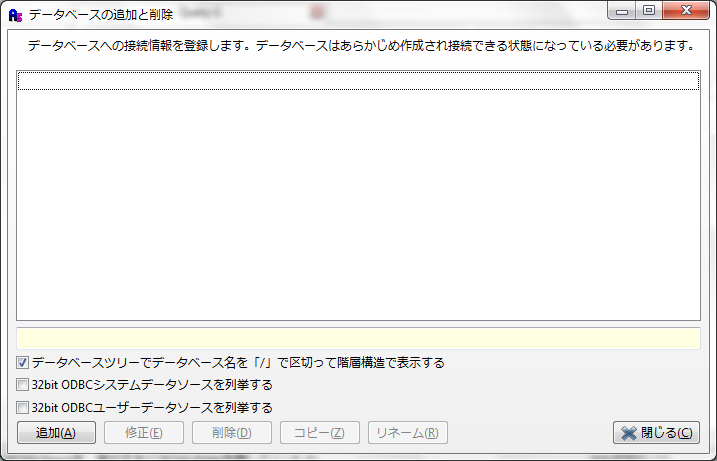 データベースの追加と削除
データベースへの接続情報を登録します。データベースはあらかじめ作成され接続できる状態になっている必要があります。
データベースツリーでデータベース名を「/」で区切って階層構造で表示する
32bit ODBCシステムデータソースを列挙する
32bit ODBCユーザーデータソースを列挙する
追加(A) 修正(E) 削除(D) コピー(Z) リネーム(R) 閉じる(C)